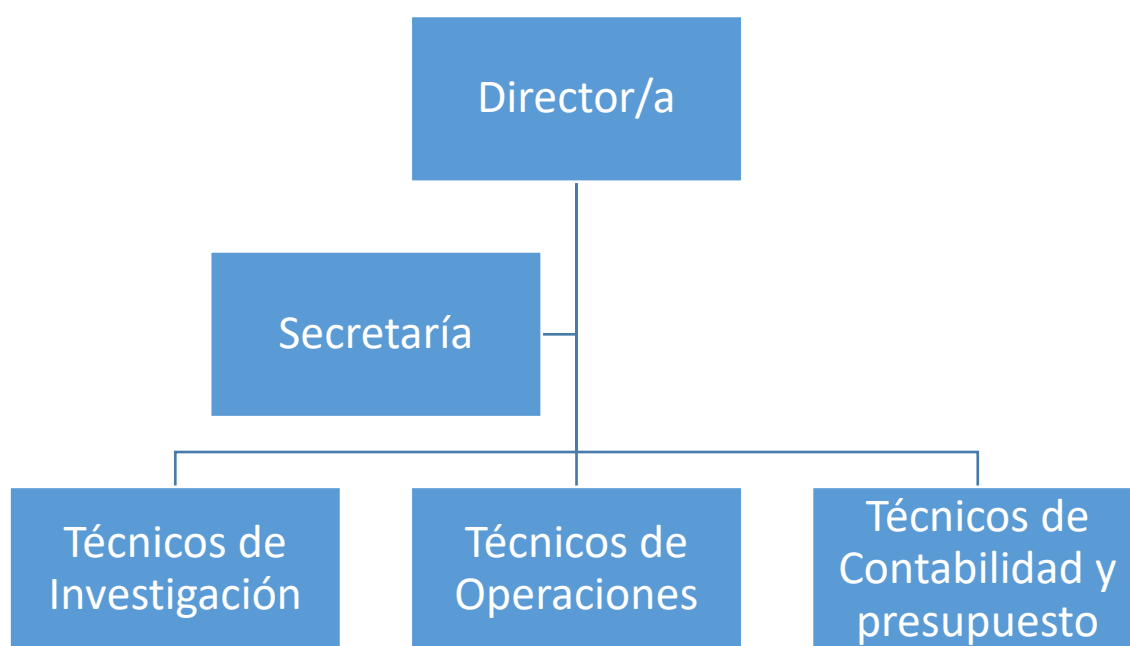 Director/a
Secretaría
Técnicos de
Investigación
Técnicos de
Operaciones
Técnicos de
Contabilidad y
presupuesto